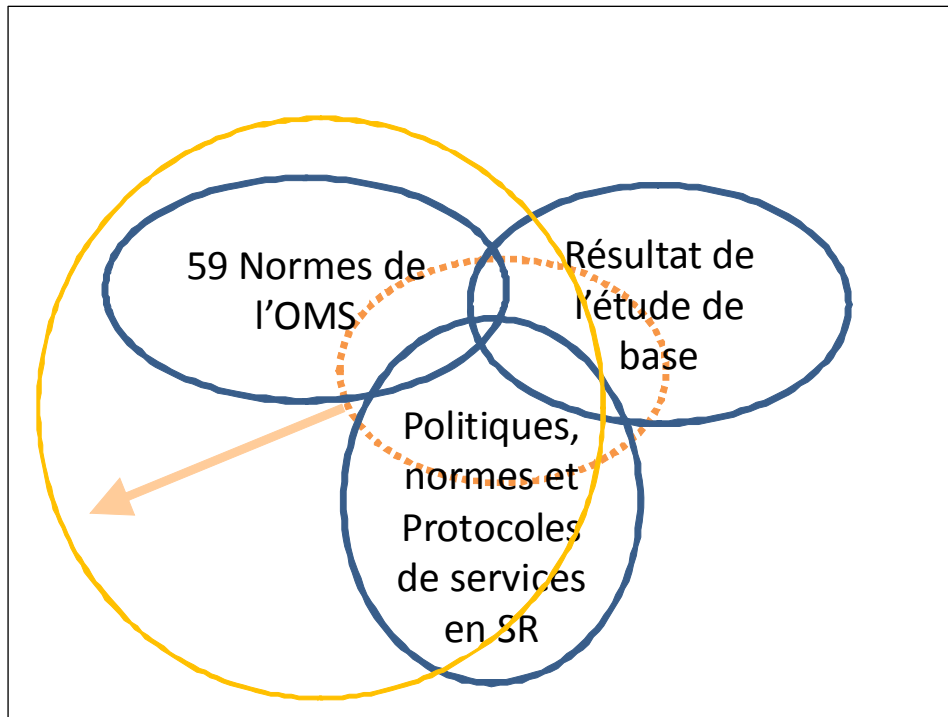 59 Normes de
l’OMS
Résultat de
l’étude de
base
Politiques,
normes et
Protocoles
de services
en SR